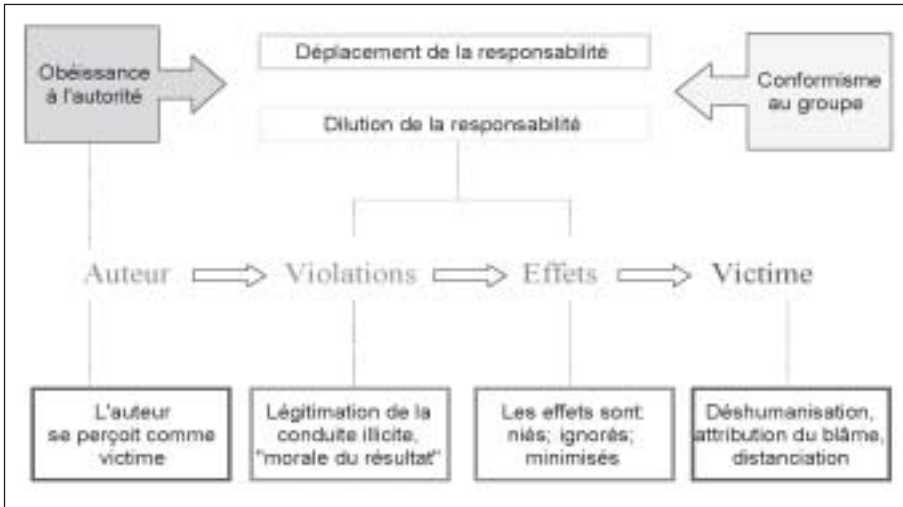 Obéissance
à l'autorité
Déplacement de la responsabilité
Dilution de la responsabilité
Conformisme
au groupe
Auteur
Violations
Effets
Victime
L'auteur
se perçoit comme
victime
Légitimation de la
conduite illicite,
"morale du résultat"
Les effets sont:
niés; ignorés;
minimisés
Déshumanisation,
attribution du blâme,
distanciation